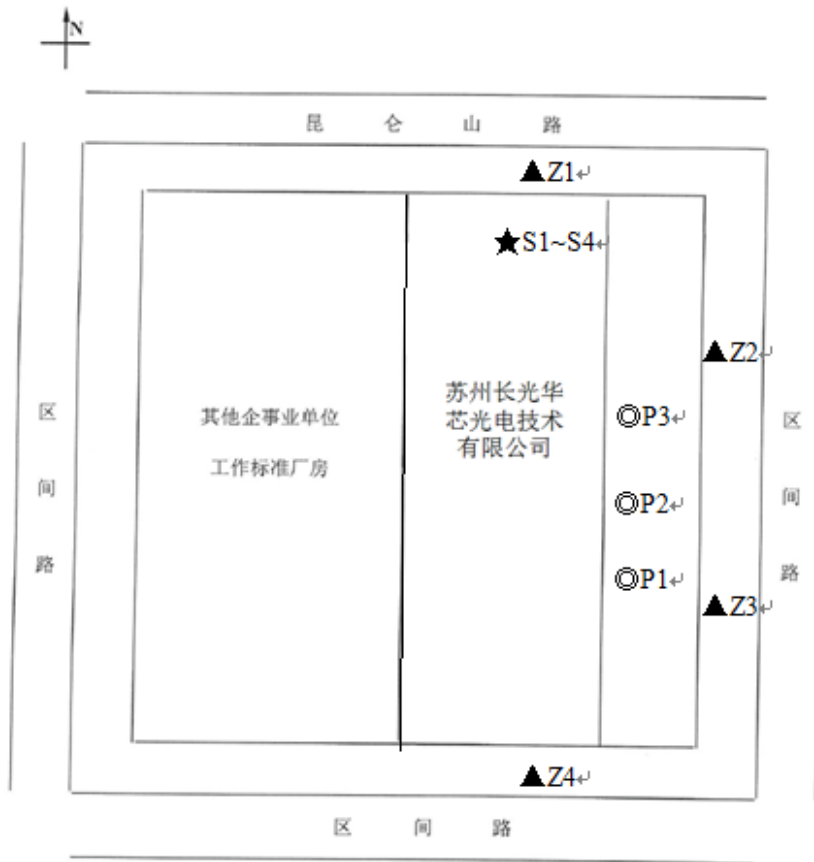 N
昆仑山路
▲Z1↵
★S1~S4↵
▲Z2↵
苏州长光华
芯光电技术
有限公司
其他企事业单位
工作标准厂房
◎P3↵
◎P2↵
◎P1↵
▲Z3↵
区间路
区间路
▲Z4↵
区间路